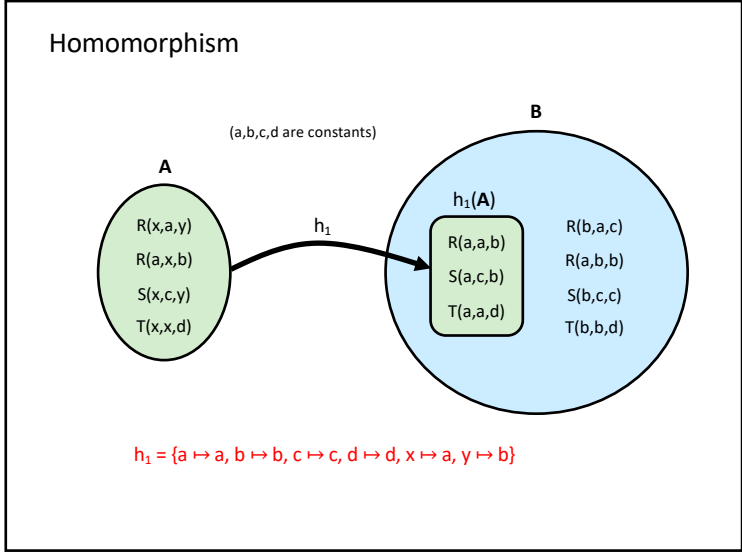 Homomorphism
(a,b,c,d are constants)
A
R(x,a,y)
R(a,x,b)
S(x,c,y)
T(x,x,d)
h₁
B
h₁(A)
R(a,a,b)
S(a,c,b)
T(a,a,d)
R(b,a,c)
R(a,b,b)
S(b,c,c)
T(b,b,d)
h₁ = {a ↦ a, b ↦ b, c ↦ c, d ↦ d, x ↦ a, y ↦ b}